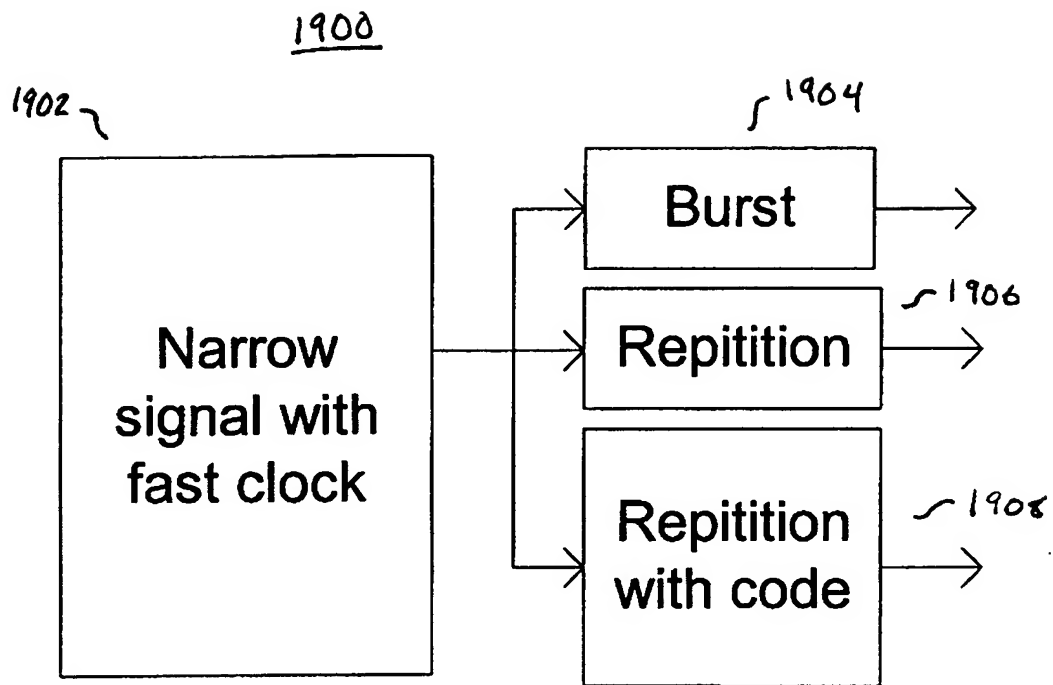 1900
1902
1904
Burst
1906
Repitition
Narrow
signal with
fast clock
1908
Repitition
with code